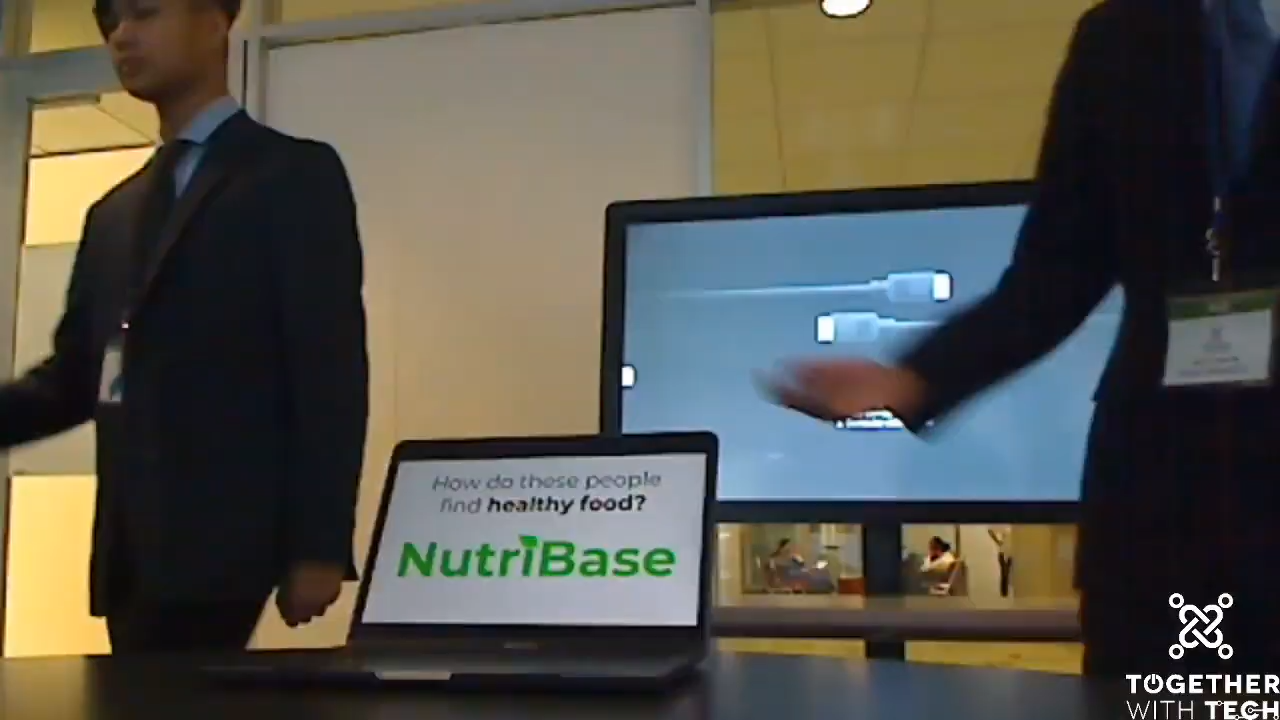 How do these people
find healthy food?
NutriBase
TOGETHER
WITH TECH